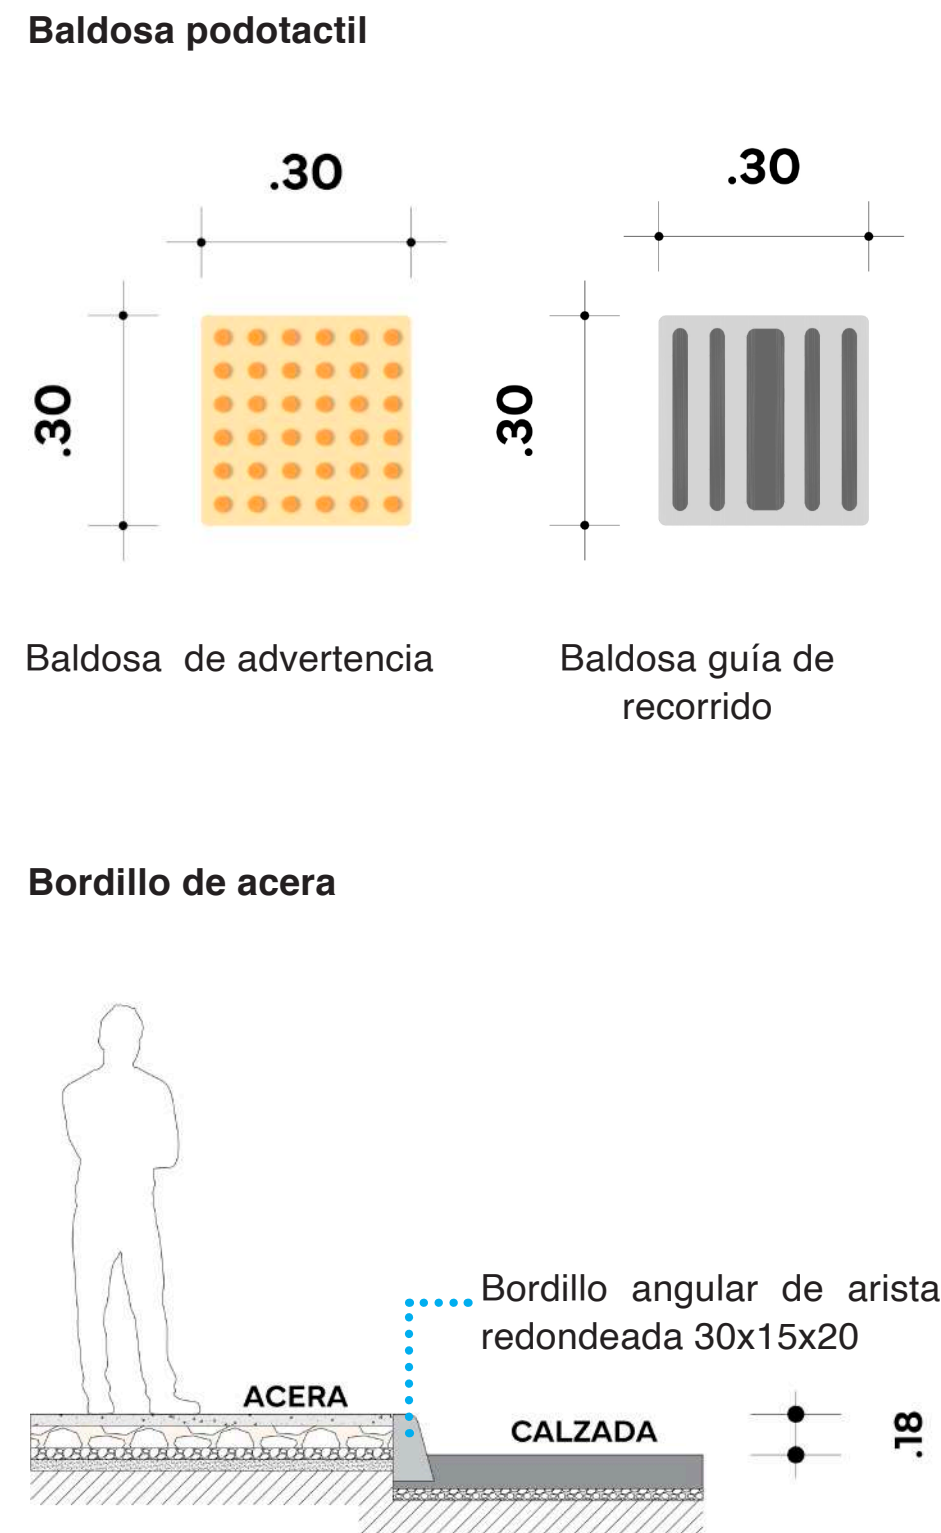 Baldosa podotactil
.30
.30
.30
.30
Baldosa de advertencia
Baldosa guía de
recorrido
Bordillo de acera
Bordillo angular de arista
redondeada 30x15x20
ACERA
CALZADA
.18